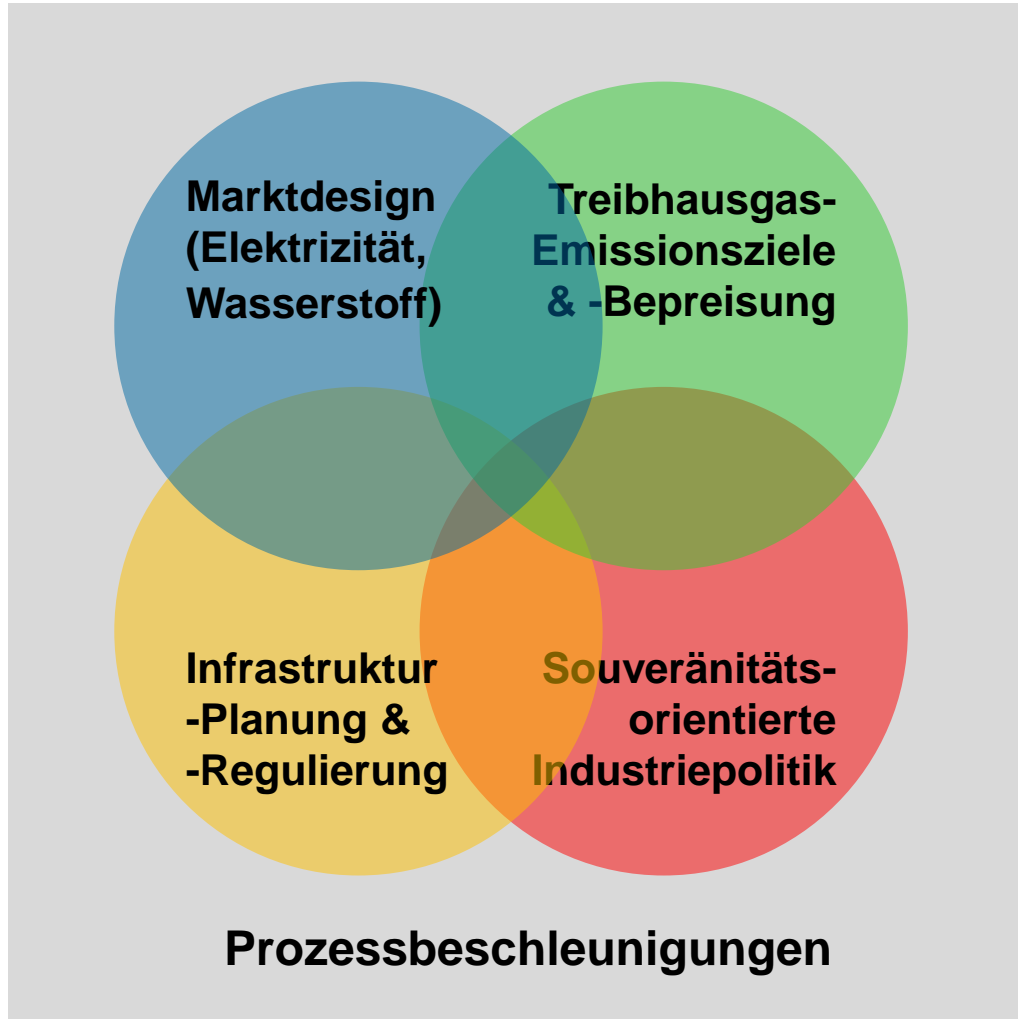 Marktdesign
(Elektrizität,
Wasserstoff)
Treibhausgas-
Emissionsziele
& -Bepreisung
Infrastruktur
-Planung &
-Regulierung
Souveränitäts-
orientierte
Industriepolitik
Prozessbeschleunigungen